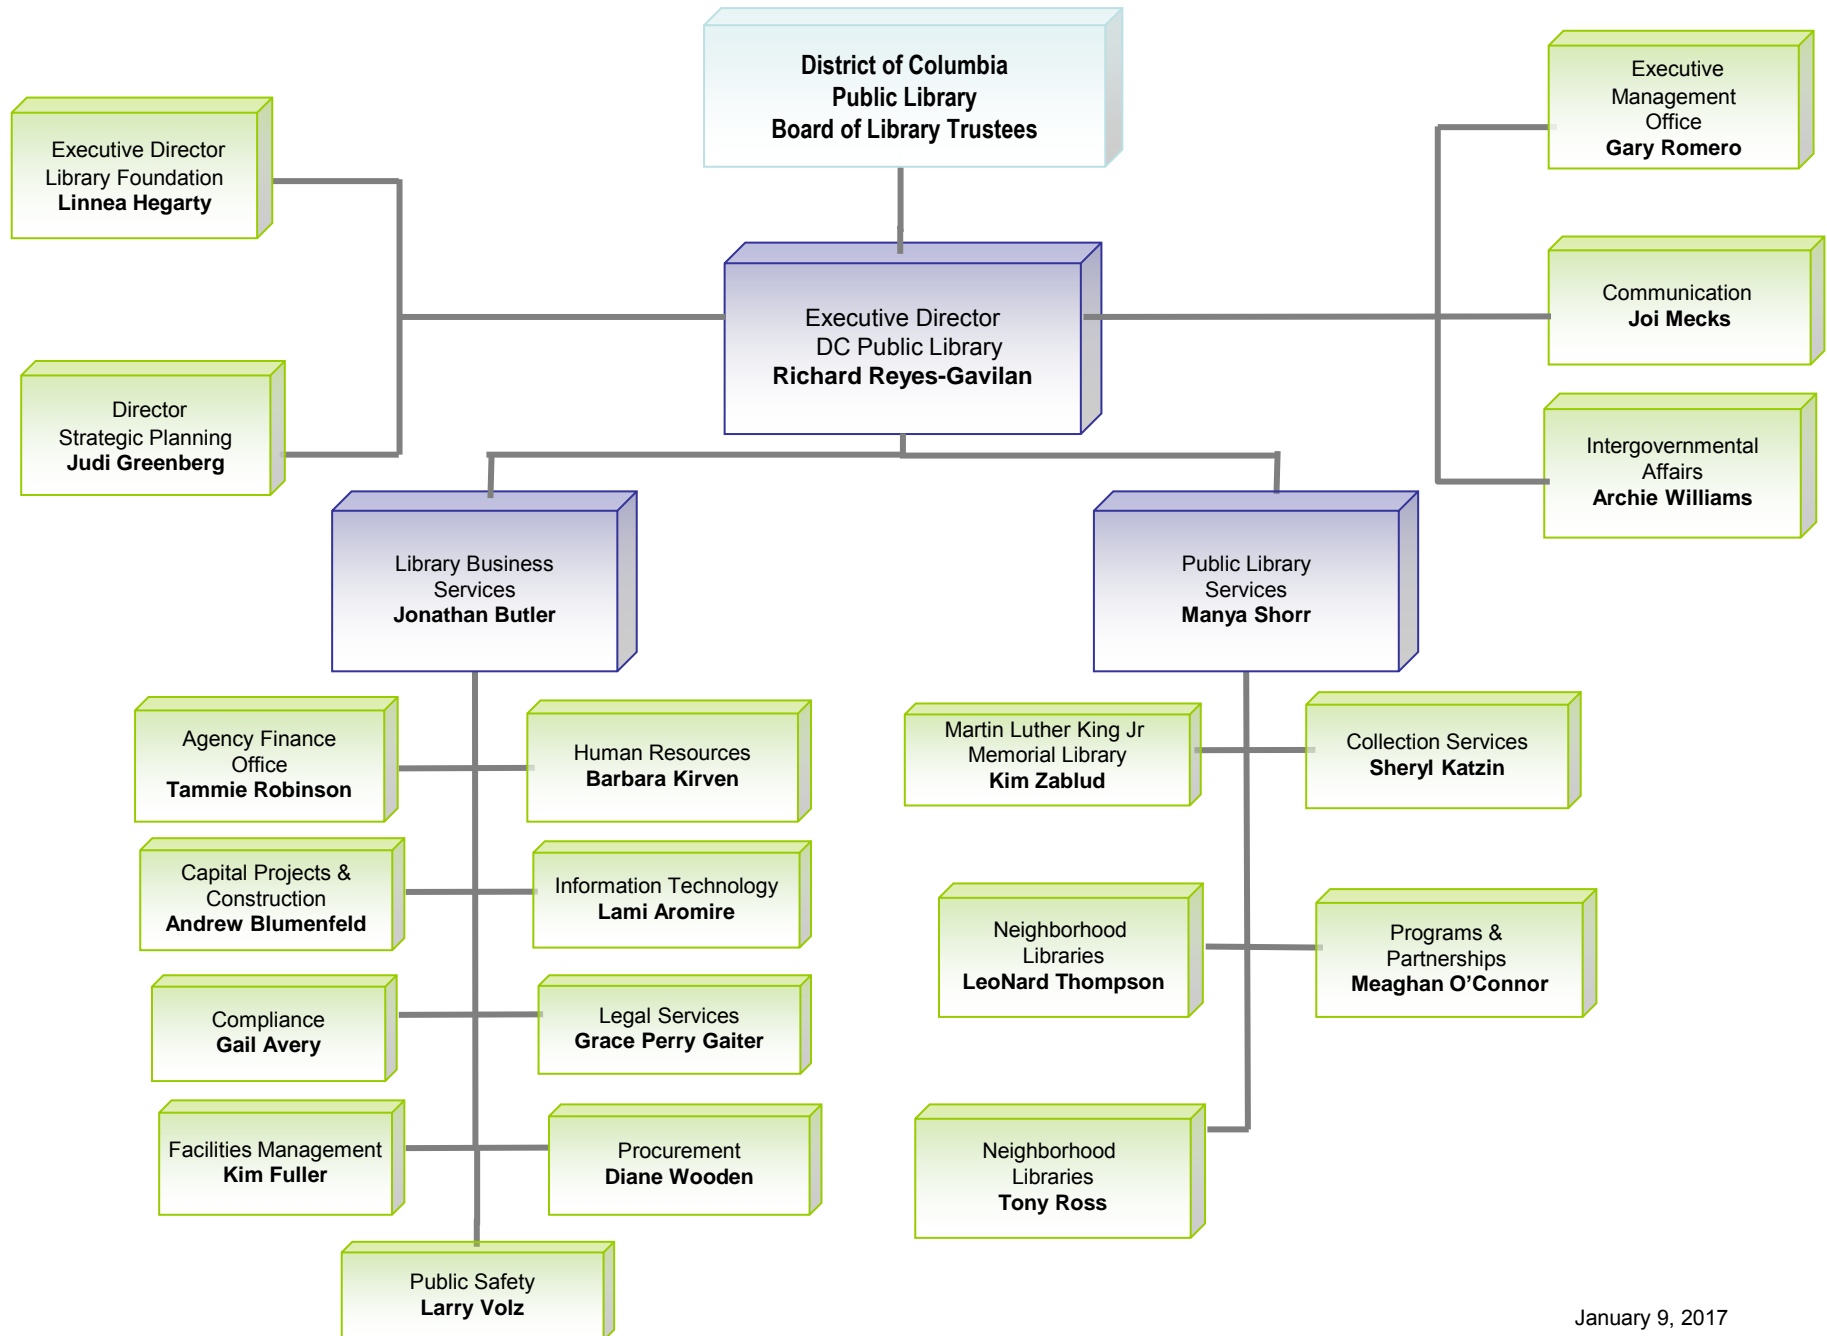 District of Columbia
Public Library
Board of Library Trustees
Executive
Management
Office
Gary Romero
Executive Director
Library Foundation
Linnea Hegarty
Executive Director
DC Public Library
Richard Reyes-Gavilan
Communication
Joi Mecks
Director
Strategic Planning
Judi Greenberg
Intergovernmental
Affairs
Archie Williams
Library Business
Services
Jonathan Butler
Public Library
Services
Manya Shorr
Agency Finance
Office
Tammie Robinson
Human Resources
Barbara Kirven
Martin Luther King Jr
Memorial Library
Kim Zablud
Collection Services
Sheryl Katzin
Capital Projects &
Construction
Andrew Blumenfeld
Information Technology
Lami Aromire
Neighborhood
Libraries
LeoNard Thompson
Programs &
Partnerships
Meaghan O’Connor
Compliance
Gail Avery
Legal Services
Grace Perry Gaiter
Facilities Management
Kim Fuller
Procurement
Diane Wooden
Neighborhood
Libraries
Tony Ross
Public Safety
Larry Volz
January 9, 2017